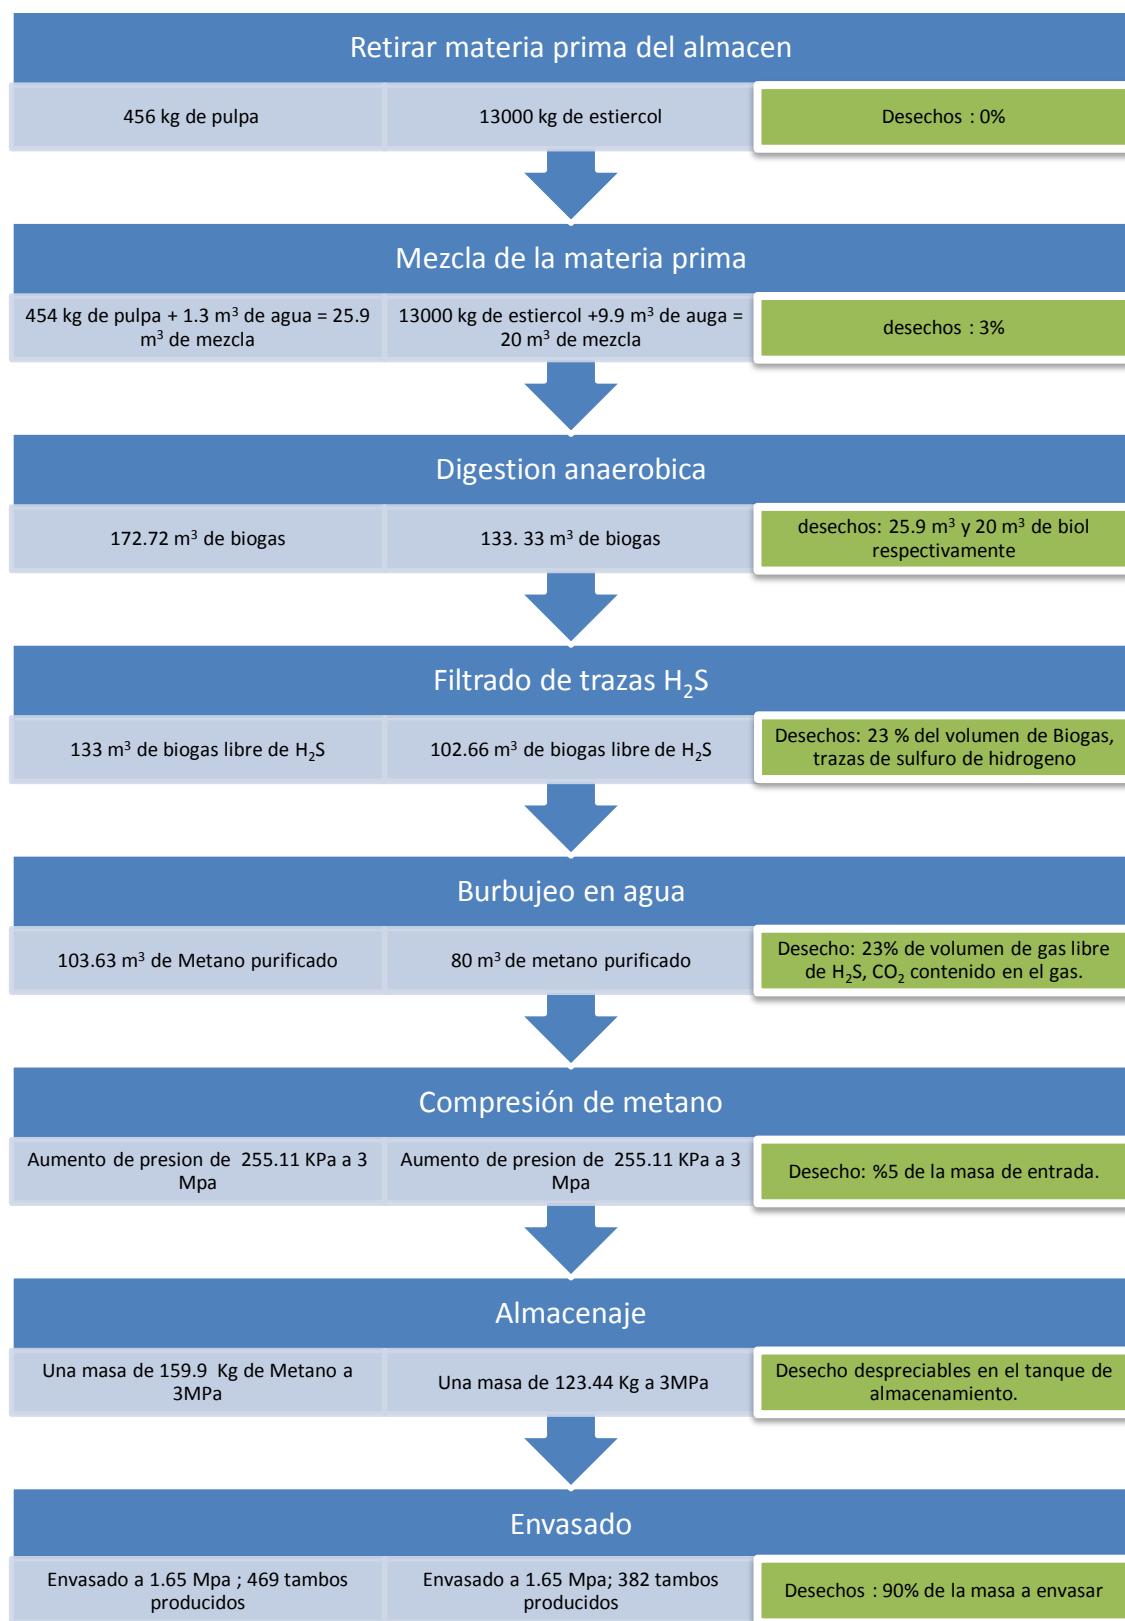 Retirar materia prima del almacen
456 kg de pulpa
13000 kg de estiercol
Desechos : 0%
Mezcla de la materia prima
454 kg de pulpa + 1.3 m³ de agua = 25.9
m³ de mezcla
13000 kg de estiercol +9.9 m³ de auga =
20 m³ de mezcla
desechos : 3%
Digestion anaerobica
172.72 m³ de biogas
133. 33 m³ de biogas
desechos: 25.9 m³ y 20 m³ de biol
respectivamente
Filtrado de trazas H₂S
133 m³ de biogas libre de H₂S
102.66 m³ de biogas libre de H₂S
Desechos: 23 % del volumen de Biogas,
trazas de sulfuro de hidrogeno
Burbujeo en agua
103.63 m³ de Metano purificado
80 m³ de metano purificado
Desecho: 23% de volumen de gas libre
de H₂S, CO₂ contenido en el gas.
Compresión de metano
Aumento de presion de 255.11 KPa a 3
Mpa
Aumento de presion de 255.11 KPa a 3
Mpa
Desecho: %5 de la masa de entrada.
Almacenaje
Una masa de 159.9 Kg de Metano a
3MPa
Una masa de 123.44 Kg a 3MPa
Desecho despreciables en el tanque de
almacenamiento.
Envasado
Envasado a 1.65 Mpa ; 469 tambos
producidos
Envasado a 1.65 Mpa; 382 tambos
producidos
Desechos : 90% de la masa a envasar